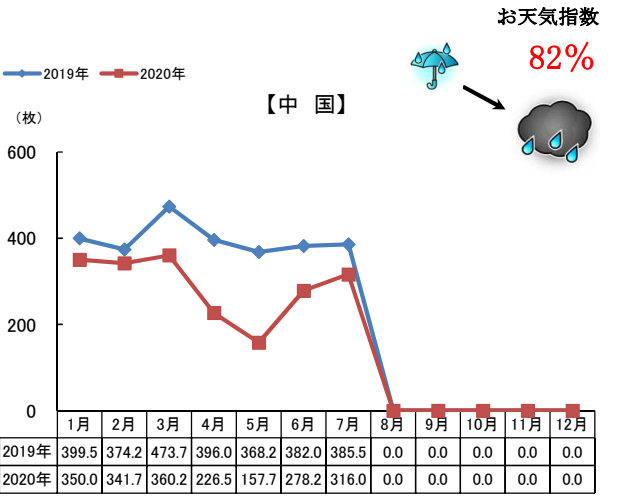 お天気指数
82%
2019年 2020年
【中 国】
（枚）
600
400
200
0
1月 2月 3月 4月 5月 6月 7月 8月 9月 10月 11月 12月
2019年 399.5 374.2 473.7 396.0 368.2 382.0 385.5 0.0 0.0 0.0 0.0 0.0
2020年 350.0 341.7 360.2 226.5 157.7 278.2 316.0 0.0 0.0 0.0 0.0 0.0